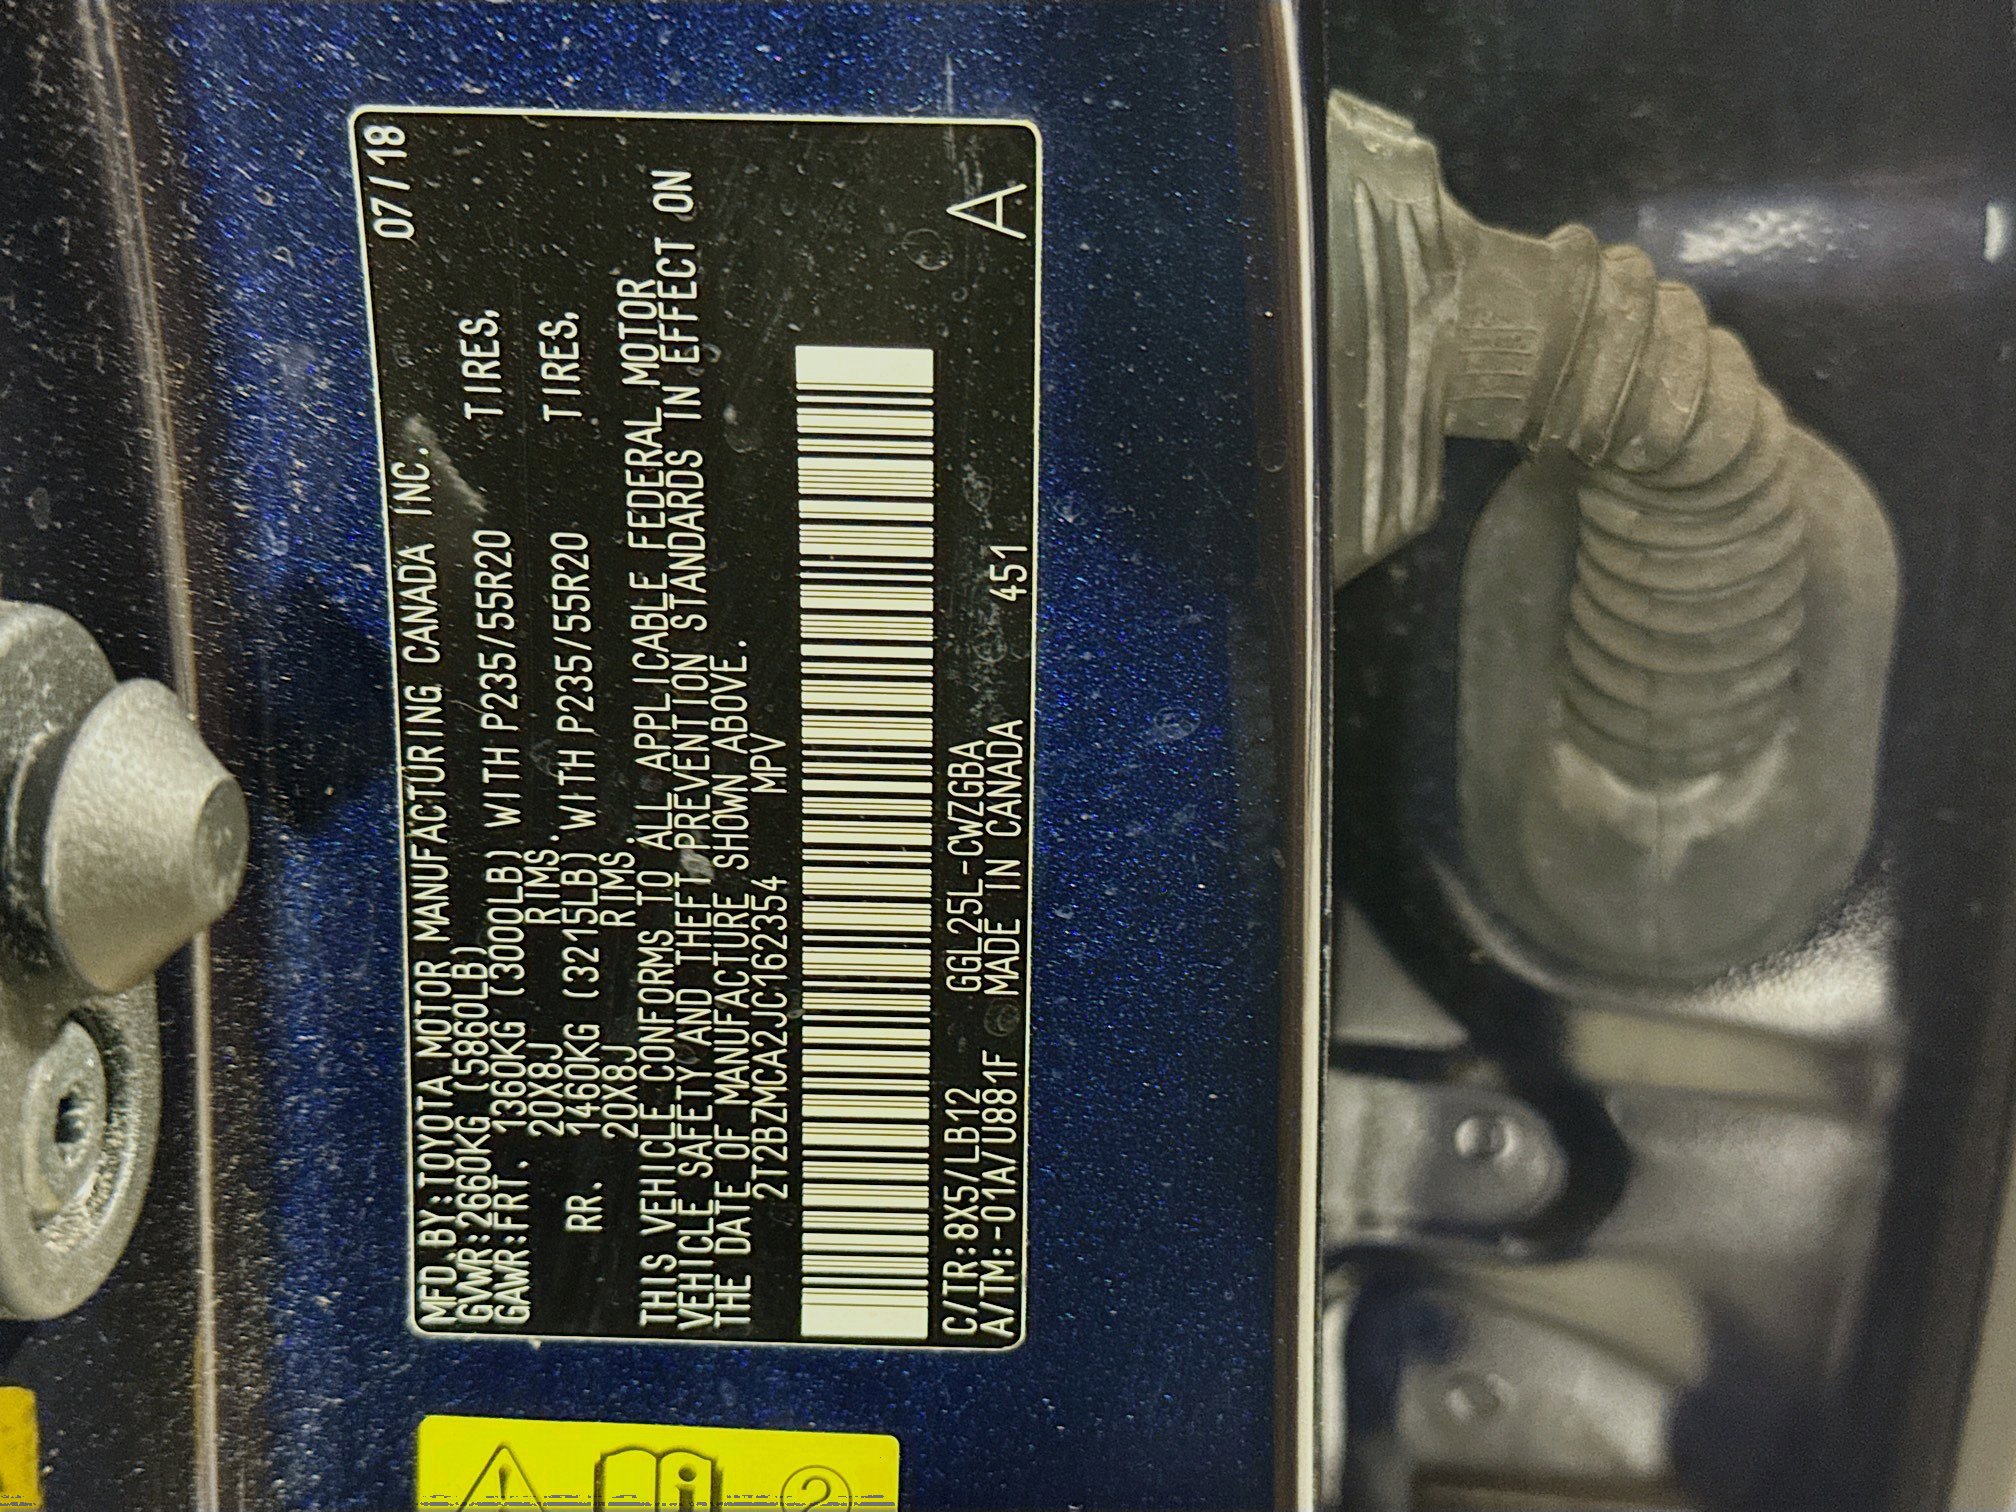 MFD.BY:TOYOTA MOTOR MANUFACTURING CANADA INC. 07/18
GVWR:2660KG (5860LB)
GAWR:FRT. 1360KG (3000LB) WITH P235/55R20 TIRES,
20X8J RIMS.
RR. 1460KG (3215LB) WITH P235/55R20 TIRES,
20X8J RIMS.
THIS VEHICLE CONFORMS TO ALL APPLICABLE FEDERAL MOTOR
VEHICLE SAFETY AND THEFT PREVENTION STANDARDS IN EFFECT ON
THE DATE OF MANUFACTURE SHOWN ABOVE.
2T2BZMCA2JC162354 MPV
C/TR:8X5/LB12 GGL25L-CWZGBA
A/TM:-01A/U881F MADE IN CANADA 451 A